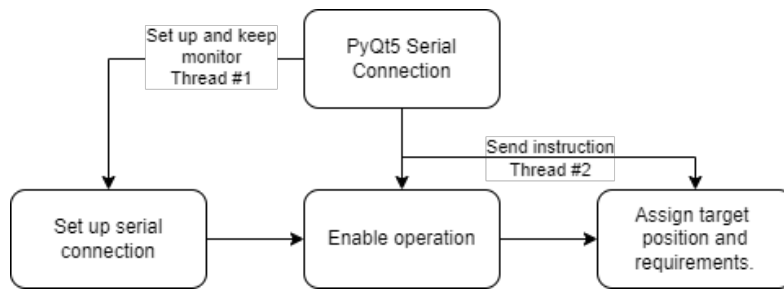 Set up and keep
monitor
Thread #1
PyQt5 Serial
Connection
Send instruction
Thread #2
Set up serial
connection
Enable operation
Assign target
position and
requirements.